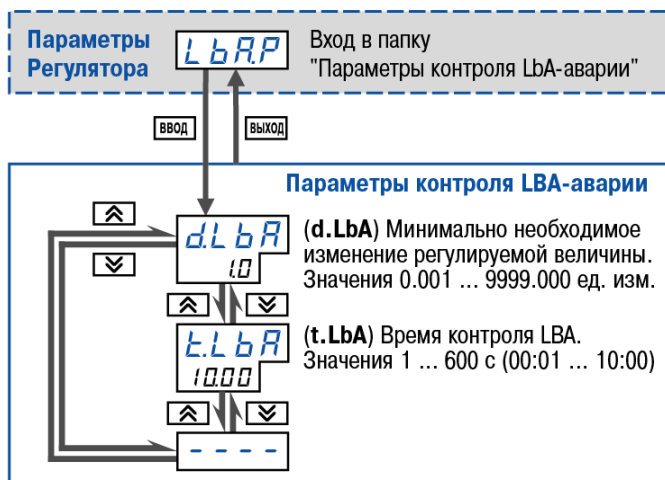 Параметры
Регулятора
LbA.P
Вход в папку
"Параметры контроля LbA-аварии"
ВВОД
ВЫХОД
Параметры контроля LBA-аварии
d.LbA
1.0
(d.LbA) Минимально необходимое
изменение регулируемой величины.
Значения 0.001 ... 9999.000 ед. изм.
t.LbA
10.00
(t.LbA) Время контроля LBA.
Значения 1 ... 600 с (00:01 ... 10:00)
- - - -